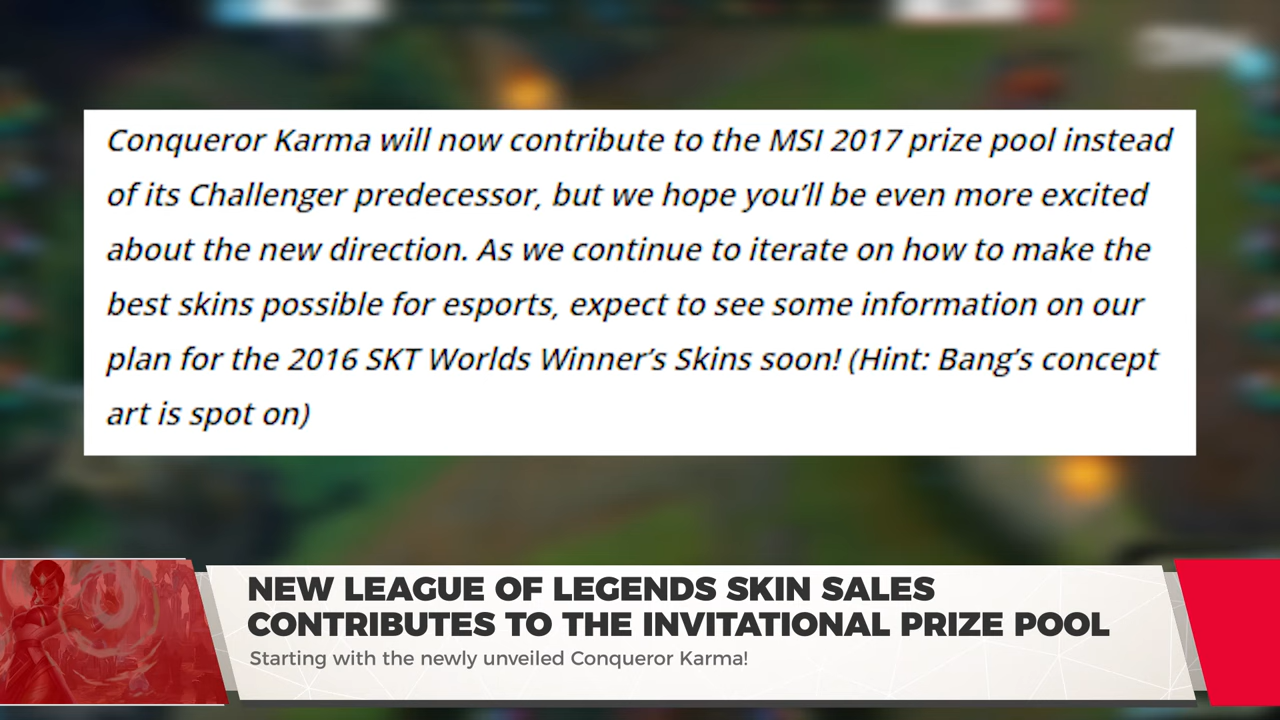 Conqueror Karma will now contribute to the MSI 2017 prize pool instead
of its Challenger predecessor, but we hope you’ll be even more excited
about the new direction. As we continue to iterate on how to make the
best skins possible for esports, expect to see some information on our
plan for the 2016 SKT Worlds Winner’s Skins soon! (Hint: Bang’s concept
art is spot on)
NEW LEAGUE OF LEGENDS SKIN SALES
CONTRIBUTES TO THE INVITATIONAL PRIZE POOL
Starting with the newly unveiled Conqueror Karma!